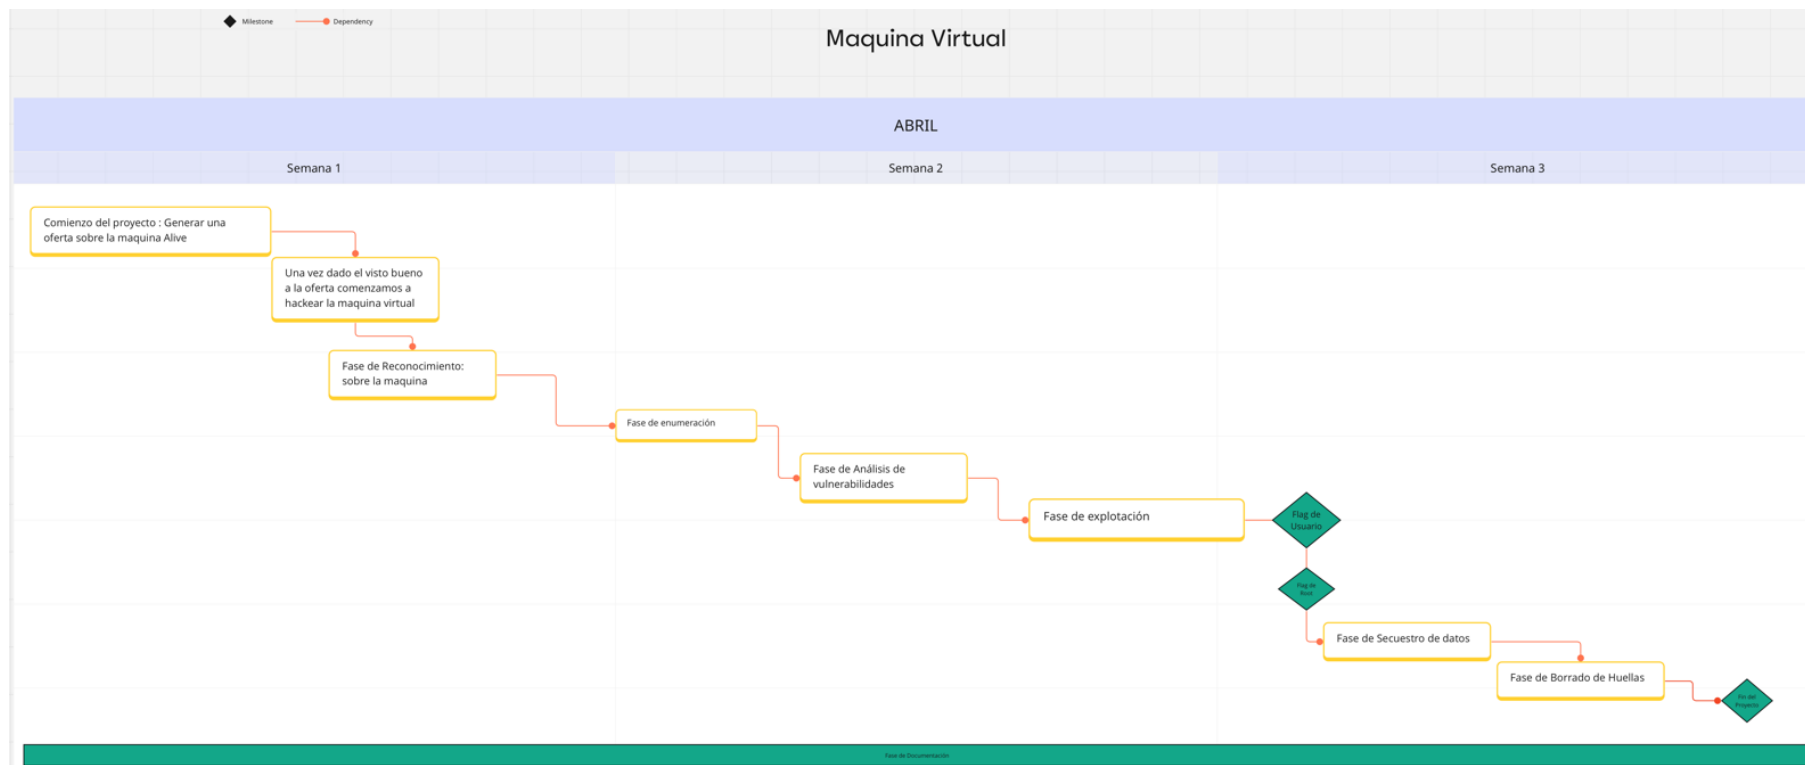 Milestone
Dependency
Maquina Virtual
ABRIL
Semana 1
Semana 2
Semana 3
Comienzo del proyecto : Generar una
oferta sobre la maquina Alive
Una vez dado el visto bueno
a la oferta comenzamos a
hackear la maquina virtual
Fase de Reconocimiento:
sobre la maquina
Fase de enumeración
Fase de Análisis de
vulnerabilidades
Fase de explotación
Flag de
Usuario
Flag de
Root
Fase de Secuestro de datos
Fase de Borrado de Huellas
Fin del
Proyecto
Fase de Documentación